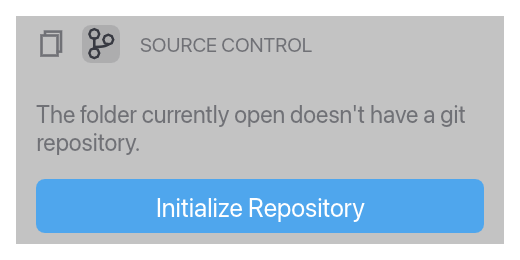 SOURCE CONTROL
The folder currently open doesn't have a git
repository.
Initialize Repository